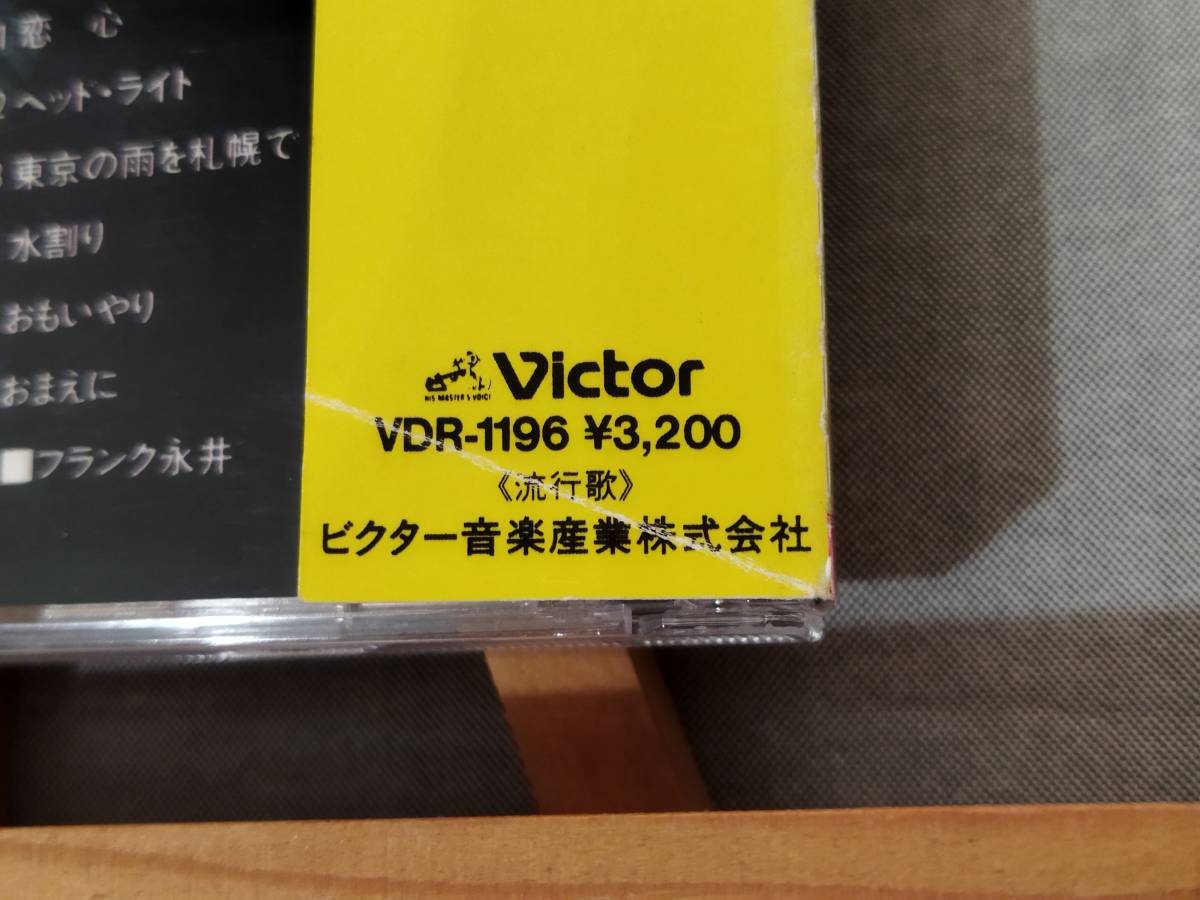 恋心
ヘッド・ライト
3 東京の雨を札幌で
水割り
おもいやり
おまえに
■フランク永井
HIS MASTER'S VOICE
Victor
VDR-1196 ¥3,200
《流行歌》
ビクター音楽産業株式会社